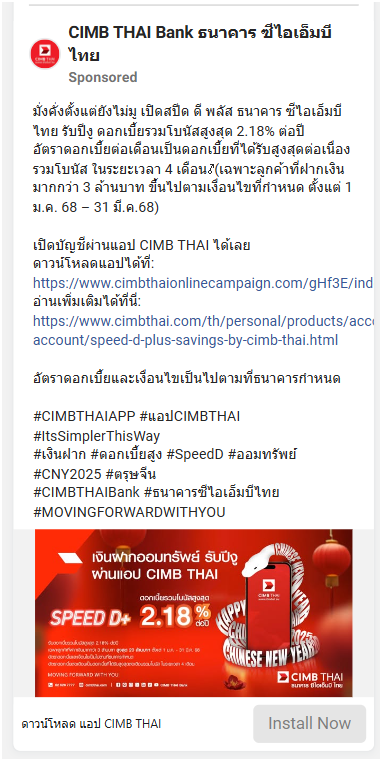 CIMB THAI Bank ธนาคาร ซีไอเอ็มบี
ไทย
Sponsored
มั่งคั่งตั้งแต่ยังไม่มู เปิดสปีด ดี พลัส ธนาคาร ซีไอเอ็มบี
ไทย รับปีงู ดอกเบี้ยรวมโบนัสสูงสุด 2.18% ต่อปี
อัตราดอกเบี้ยต่อเดือนเป็นดอกเบี้ยที่ได้รับสูงสุดต่อเนื่อง
รวมโบนัส ในระยะเวลา 4 เดือน⤴(เฉพาะลูกค้าที่ฝากเงิน
มากกว่า 3 ล้านบาท ขึ้นไปตามเงื่อนไขที่กำหนด ตั้งแต่ 1
ม.ค. 68 – 31 มี.ค.68)
เปิดบัญชีผ่านแอป CIMB THAI ได้เลย
ดาวน์โหลดแอปได้ที่:
https://www.cimbthaionlinecampaign.com/gHf3E/ind
อ่านเพิ่มเติมได้ที่นี่:
https://www.cimbthai.com/th/personal/products/acco
account/speed-d-plus-savings-by-cimb-thai.html
อัตราดอกเบี้ยและเงื่อนไขเป็นไปตามที่ธนาคารกำหนด
#CIMBTHAIAPP #แอปCIMBTHAI
#ItsSimplerThisWay
#เงินฝาก #ดอกเบี้ยสูง #SpeedD #ออมทรัพย์
#CNY2025 #ตรุษจีน
#CIMBTHAIBank #ธนาคารซีไอเอ็มบีไทย
#MOVINGFORWARDWITHYOU
เงินฝากออมทรัพย์ รับปีงู
ผ่านแอป CIMB THAI
SPEED D+
ดอกเบี้ยรวมโบนัสสูงสุด
2.18% ต่อปี
MOVING FORWARD WITH YOU
CIMB THAI
HAPPY
CHINESE NEW YEAR
2025
CIMB THAI
ธนาคาร ซีไอเอ็มบี ไทย
ดาวน์โหลด แอป CIMB THAI
Install Now